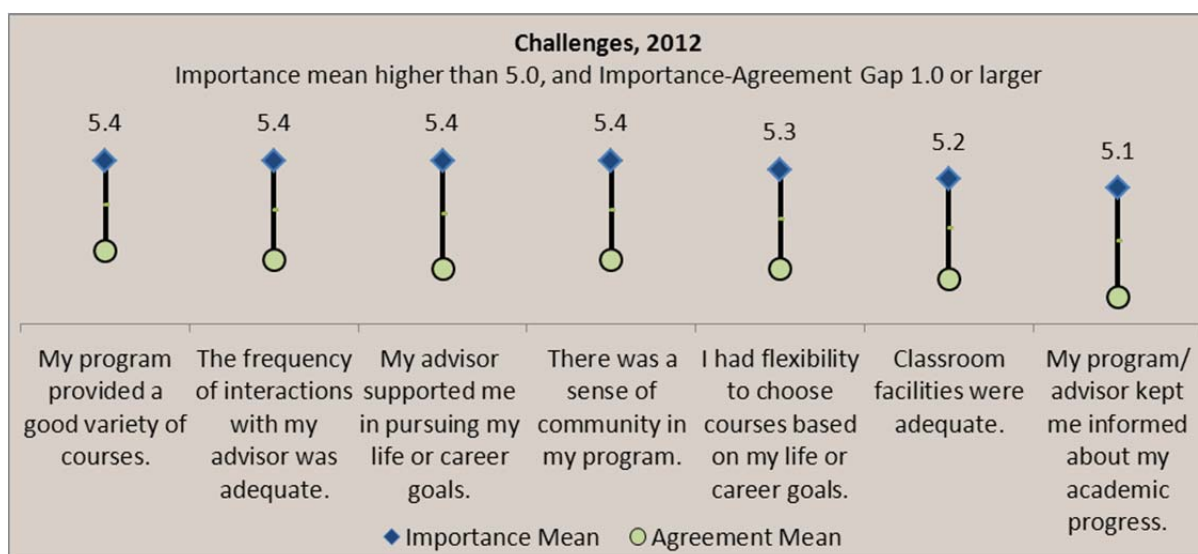 Challenges, 2012
Importance mean higher than 5.0, and Importance-Agreement Gap 1.0 or larger
5.4
5.4
5.4
5.4
5.3
5.2
5.1
My program
provided a
good variety of
courses.
The frequency
of interactions
with my
advisor was
adequate.
My advisor
supported me
in pursuing my
life or career
goals.
There was a
sense of
community in
my program.
I had flexibility
to choose
courses based
on my life or
career goals.
Classroom
facilities were
adequate.
My program/
advisor kept
me informed
about my
academic
progress.
Importance Mean
Agreement Mean